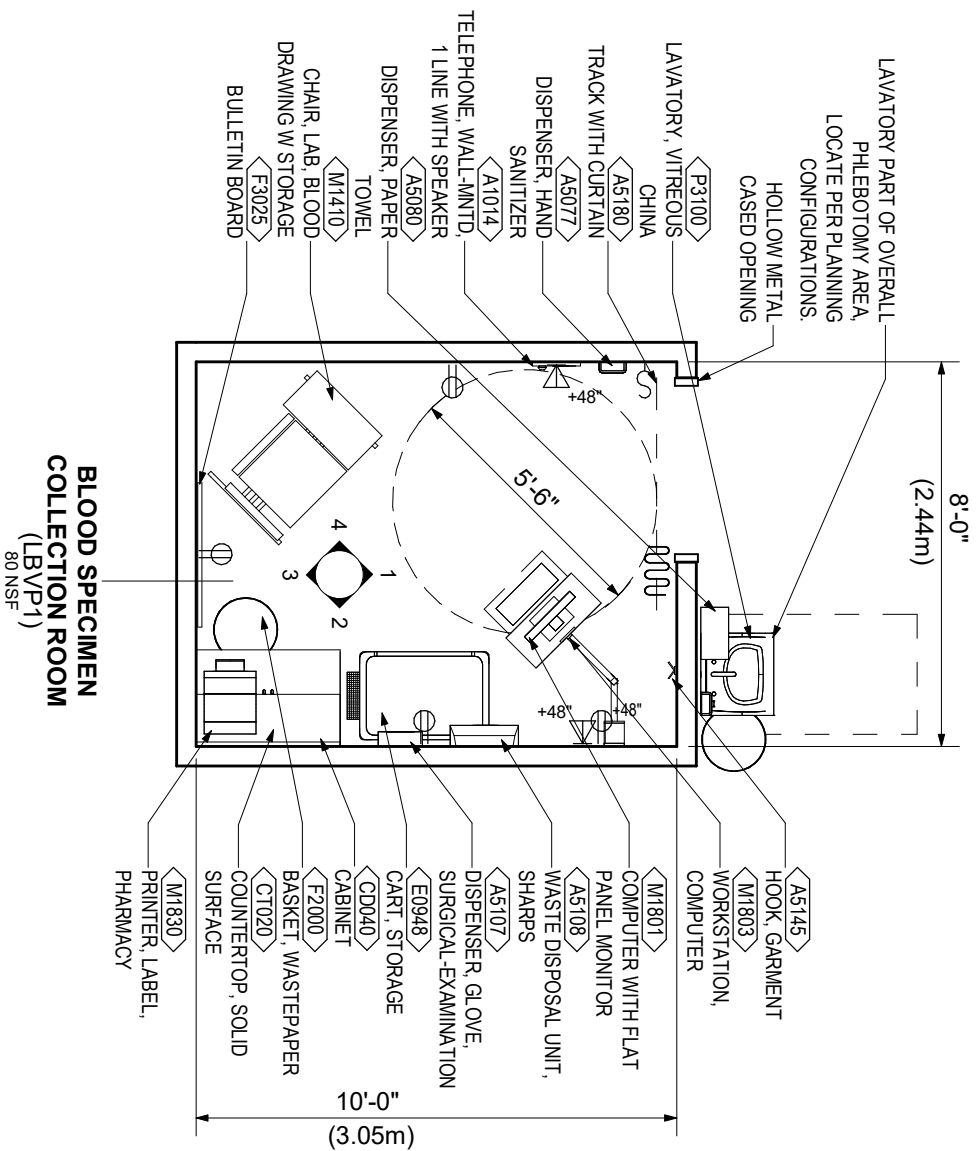 LAVATORY PART OF OVERALL
PHLEBOTOMY AREA,
LOCATE PER PLANNING
CONFIGURATIONS.
HOLLOW METAL
CASED OPENING
P3100
LAVATORY, VITREOUS
CHINA
A5180
TRACK WITH CURTAIN
A5077
DISPENSER, HAND
SANITIZER
A1014
TELEPHONE, WALL-MNTD,
1 LINE WITH SPEAKER
A5080
DISPENSER, PAPER
TOWEL
M1410
CHAIR, LAB, BLOOD
DRAWING W STORAGE
F3025
BULLETIN BOARD
8'-0"
(2.44m)
+48"
5'-6"
4
1
3
2
+48"
+48"
A5145
HOOK, GARMENT
M1803
WORKSTATION,
COMPUTER
M1801
COMPUTER WITH FLAT
PANEL MONITOR
A5108
WASTE DISPOSAL UNIT,
SHARPS
A5107
DISPENSER, GLOVE,
SURGICAL-EXAMINATION
E0948
CART, STORAGE
CD040
CABINET
F2000
BASKET, WASTEPAPER
CT020
COUNTERTOP, SOLID
SURFACE
M1830
PRINTER, LABEL,
PHARMACY
10'-0"
(3.05m)
BLOOD SPECIMEN
COLLECTION ROOM
(LBVP1)
80 NSF